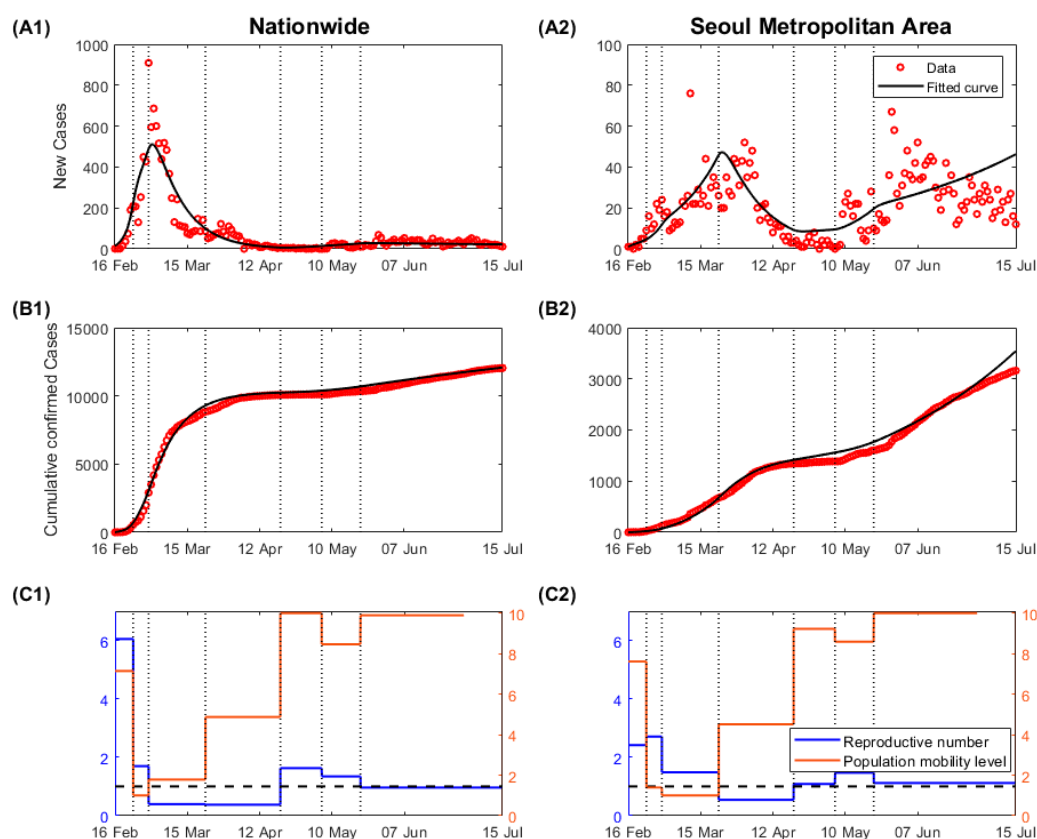 (A1) Nationwide
1000
800
600
400
200
0
New Cases
16 Feb 15 Mar 12 Apr 10 May 07 Jun 15 Jul
(A2) Seoul Metropolitan Area
100
80
60
40
20
0
Data
Fitted curve
16 Feb 15 Mar 12 Apr 10 May 07 Jun 15 Jul
(B1)
15000
10000
5000
0
Cumulative confirmed Cases
16 Feb 15 Mar 12 Apr 10 May 07 Jun 15 Jul
(B2)
4000
3000
2000
1000
0
16 Feb 15 Mar 12 Apr 10 May 07 Jun 15 Jul
(C1)
6
4
2
0
10
8
6
4
2
0
16 Feb 15 Mar 12 Apr 10 May 07 Jun 15 Jul
(C2)
6
4
2
0
10
8
6
4
2
0
Reproductive number
Population mobility level
16 Feb 15 Mar 12 Apr 10 May 07 Jun 15 Jul